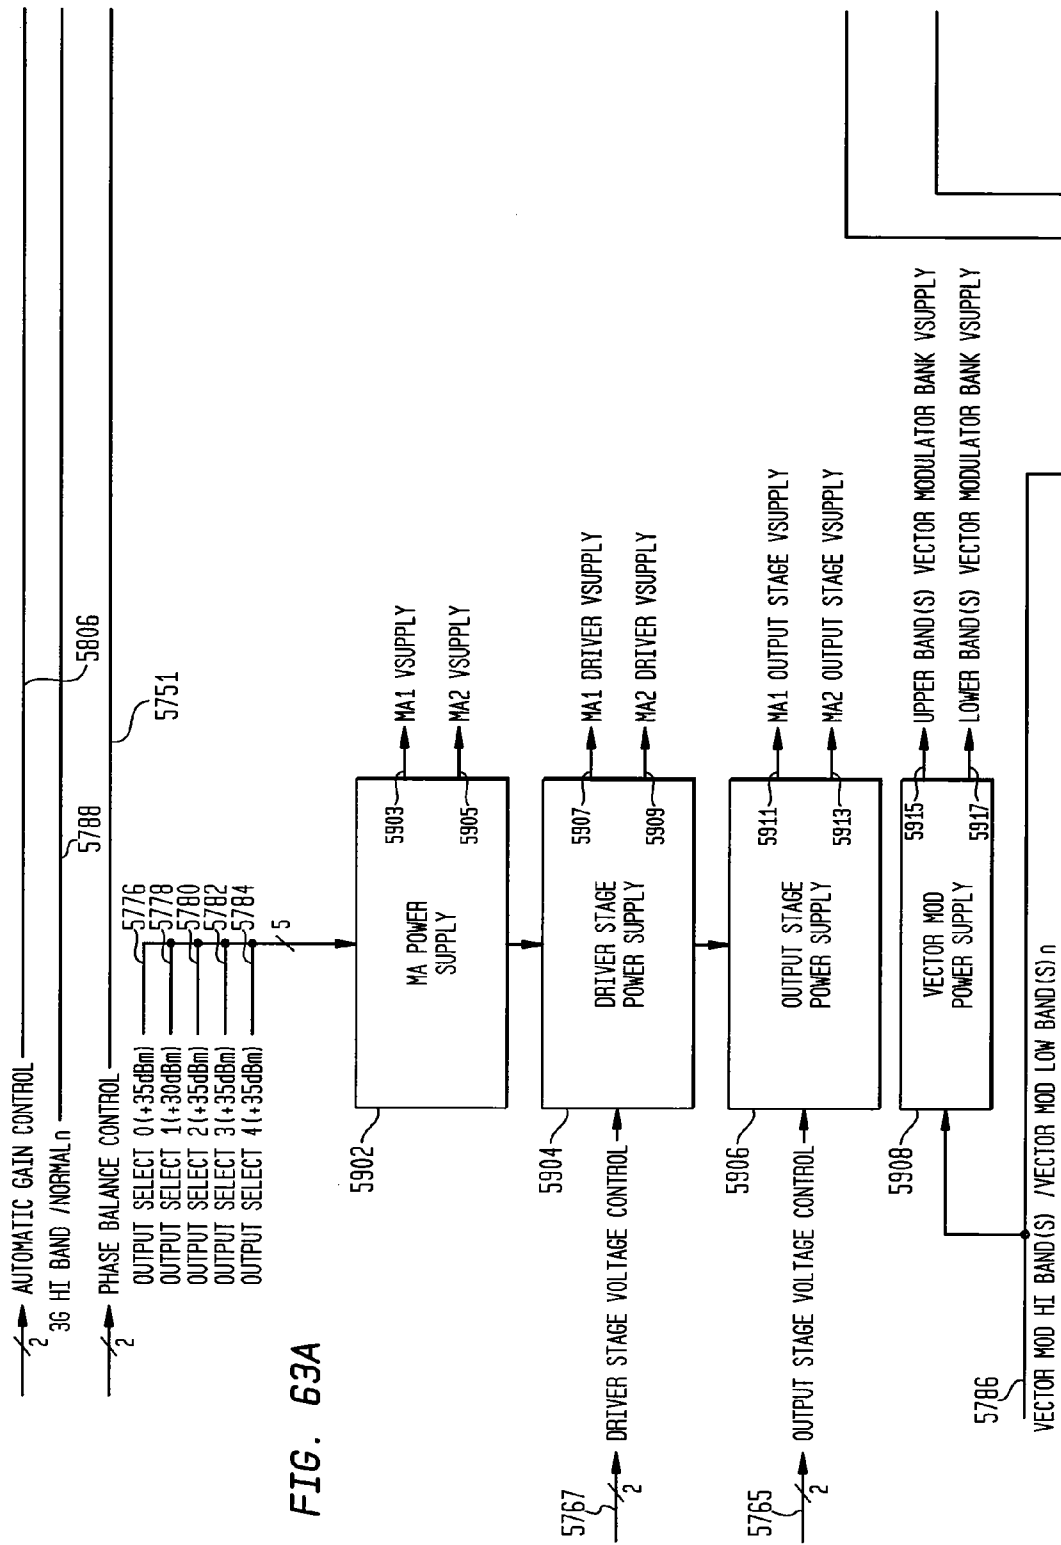 2
AUTOMATIC GAIN CONTROL
5806
3G HI BAND /NORMALn
5788
2
PHASE BALANCE CONTROL
5751
OUTPUT SELECT 0(+35dBm)
5776
OUTPUT SELECT 1(+30dBm)
5778
OUTPUT SELECT 2(+35dBm)
5780
OUTPUT SELECT 3(+35dBm)
5782
OUTPUT SELECT 4(+35dBm)
5784
5
FIG. 63A
5902
MA POWER
SUPPLY
5903
MA1 VSUPPLY
5905
MA2 VSUPPLY
5767
2
DRIVER STAGE VOLTAGE CONTROL
5904
DRIVER STAGE
POWER SUPPLY
5907
MA1 DRIVER VSUPPLY
5909
MA2 DRIVER VSUPPLY
5765
2
OUTPUT STAGE VOLTAGE CONTROL
5906
OUTPUT STAGE
POWER SUPPLY
5911
MA1 OUTPUT STAGE VSUPPLY
5913
MA2 OUTPUT STAGE VSUPPLY
5908
VECTOR MOD
POWER SUPPLY
5915
UPPER BAND(S) VECTOR MODULATOR BANK VSUPPLY
5917
LOWER BAND(S) VECTOR MODULATOR BANK VSUPPLY
5786
VECTOR MOD HI BAND(S) /VECTOR MOD LOW BAND(S)n